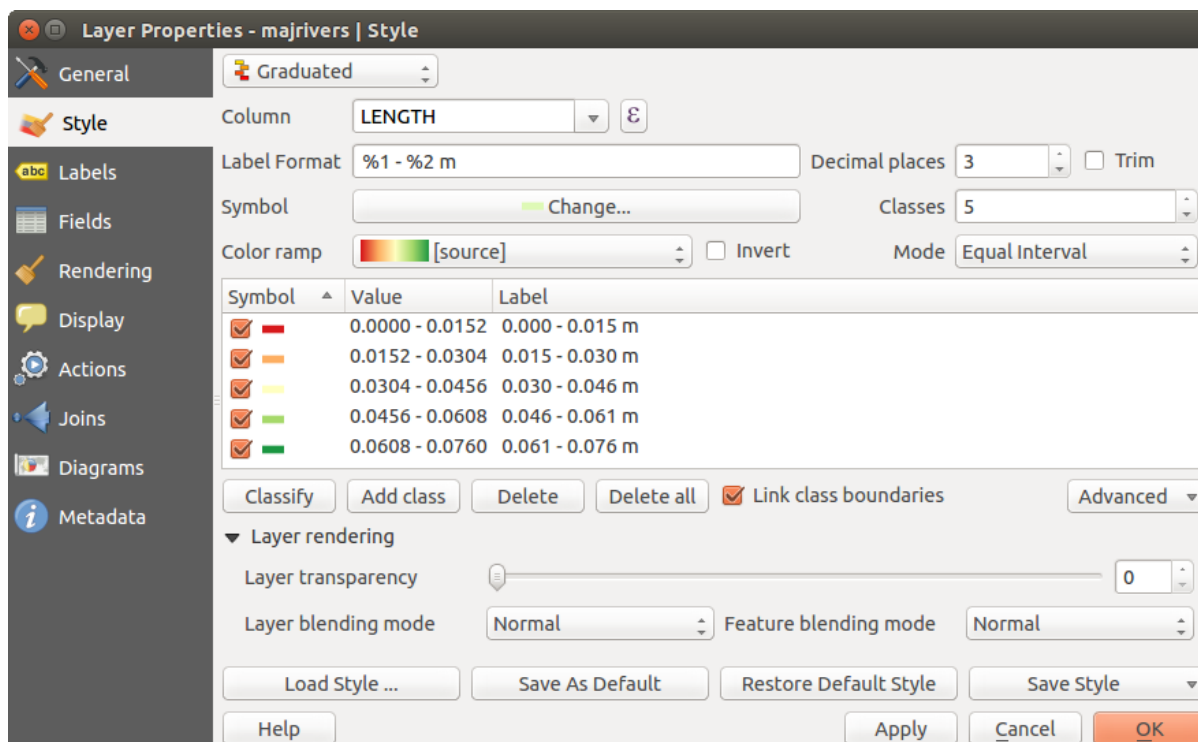 Layer Properties - majrivers | Style
General
Style
abc Labels
Fields
Rendering
Display
Actions
Joins
Diagrams
Metadata
Graduated
Column LENGTH ε
Label Format %1 - %2 m Decimal places 3 Trim
Symbol Change... Classes 5
Color ramp [source] Invert Mode Equal Interval
Symbol Value Label
0.0000 - 0.0152 0.000 - 0.015 m
0.0152 - 0.0304 0.015 - 0.030 m
0.0304 - 0.0456 0.030 - 0.046 m
0.0456 - 0.0608 0.046 - 0.061 m
0.0608 - 0.0760 0.061 - 0.076 m
Classify Add class Delete Delete all Link class boundaries Advanced
Layer rendering
Layer transparency 0
Layer blending mode Normal Feature blending mode Normal
Load Style ... Save As Default Restore Default Style Save Style
Help Apply Cancel OK